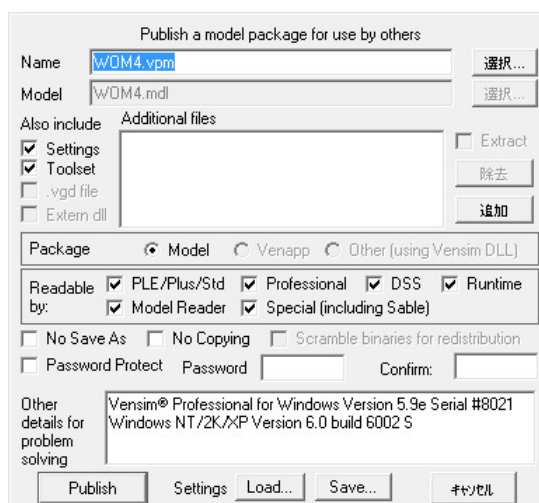 Publish a model package for use by others
Name WOM4.vpm 選択...
Model WOM4.mdl 選択...
Also include Additional files
Settings Extract
Toolset 除去
.vgd file
Extern dll 追加
Package Model Venapp Other (using Vensim DLL)
Readable by: PLE/Plus/Std Professional DSS Runtime
Model Reader Special (including Sable)
No Save As No Copying Scramble binaries for redistribution
Password Protect Password Confirm:
Other details for problem solving
Vensim® Professional for Windows Version 5.9e Serial #8021
Windows NT/2K/XP Version 6.0 build 6002 S
Publish Settings Load... Save... キャンセル